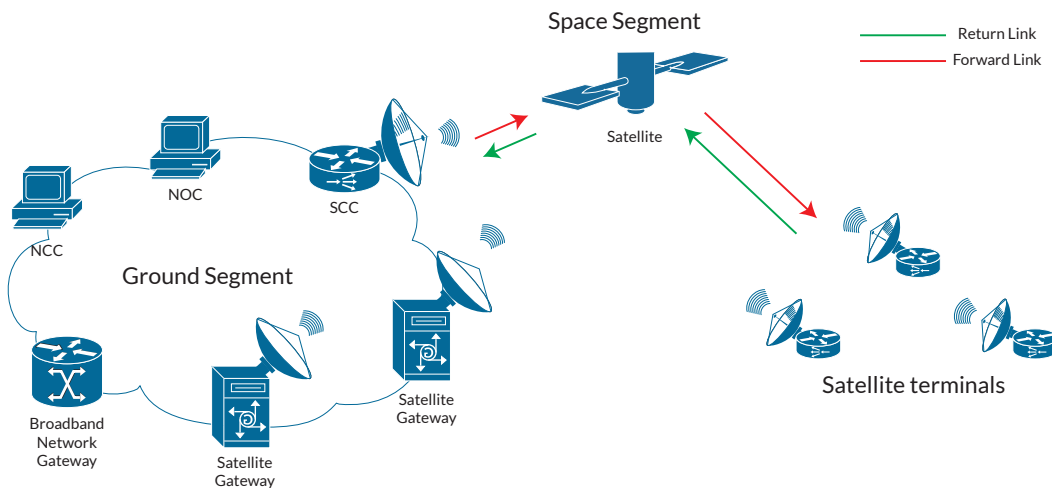 Space Segment
Return Link
Forward Link
Satellite
NOC
SCC
NCC
Ground Segment
Satellite terminals
Satellite
Gateway
Broadband
Network
Gateway
Satellite
Gateway